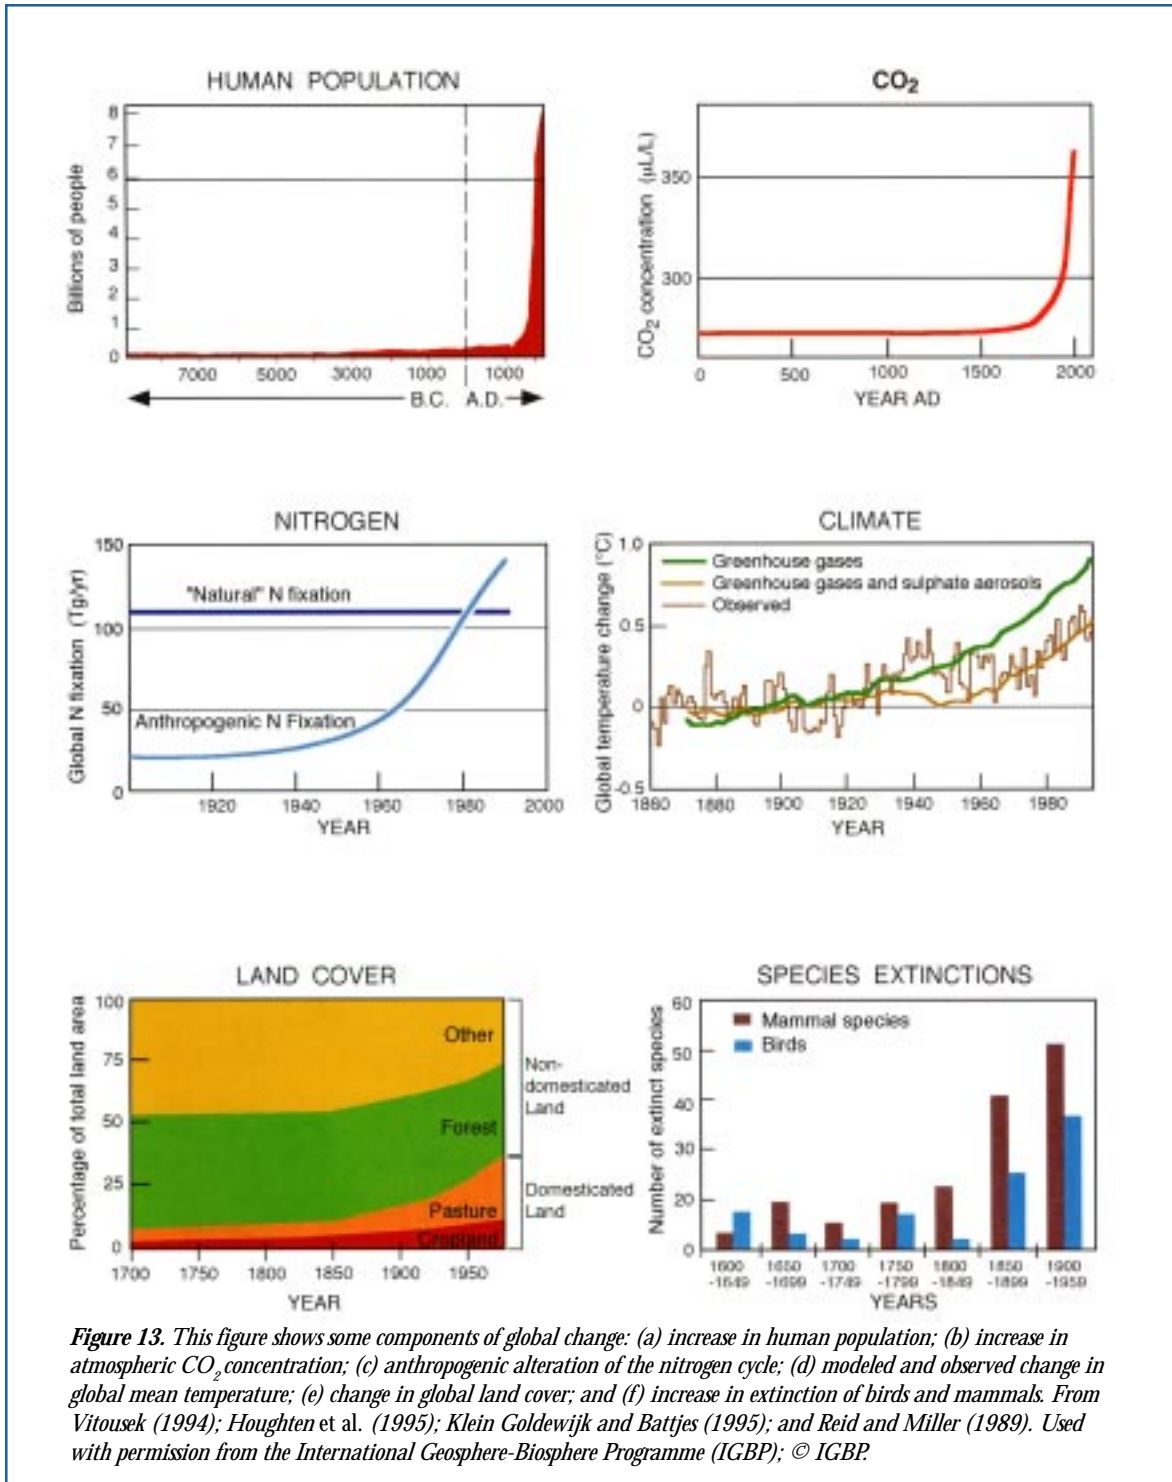 HUMAN POPULATION
Billions of people
8
7
6
5
4
3
2
1
0
7000 5000 3000 1000 1000
B.C. A.D.
CO2
CO2 concentration (µL/L)
350
300
0 500 1000 1500 2000
YEAR AD
NITROGEN
Global N fixation (Tg/yr)
150
100
50
0
"Natural" N fixation
Anthropogenic N Fixation
1920 1940 1960 1980 2000
YEAR
CLIMATE
Global temperature change (°C)
1.0
0.5
0
-0.5
Greenhouse gases
Greenhouse gases and sulphate aerosols
Observed
1860 1880 1900 1920 1940 1960 1980
YEAR
LAND COVER
Percentage of total land area
100
75
50
25
0
Other
Forest
Pasture
Cropland
Non-
domesticated
Land
Domesticated
Land
1700 1750 1800 1850 1900 1950
YEAR
SPECIES EXTINCTIONS
Number of extinct species
60
50
40
30
20
0
Mammal species
Birds
1600 1650 1700 1750 1800 1850 1900
-1649 -1699 -1749 -1799 -1849 -1899 -1959
YEARS
Figure 13. This figure shows some components of global change: (a) increase in human population; (b) increase in
atmospheric CO2 concentration; (c) anthropogenic alteration of the nitrogen cycle; (d) modeled and observed change in
global mean temperature; (e) change in global land cover; and (f) increase in extinction of birds and mammals. From
Vitousek (1994); Houghten et al. (1995); Klein Goldewijk and Battjes (1995); and Reid and Miller (1989). Used
with permission from the International Geosphere-Biosphere Programme (IGBP); © IGBP.